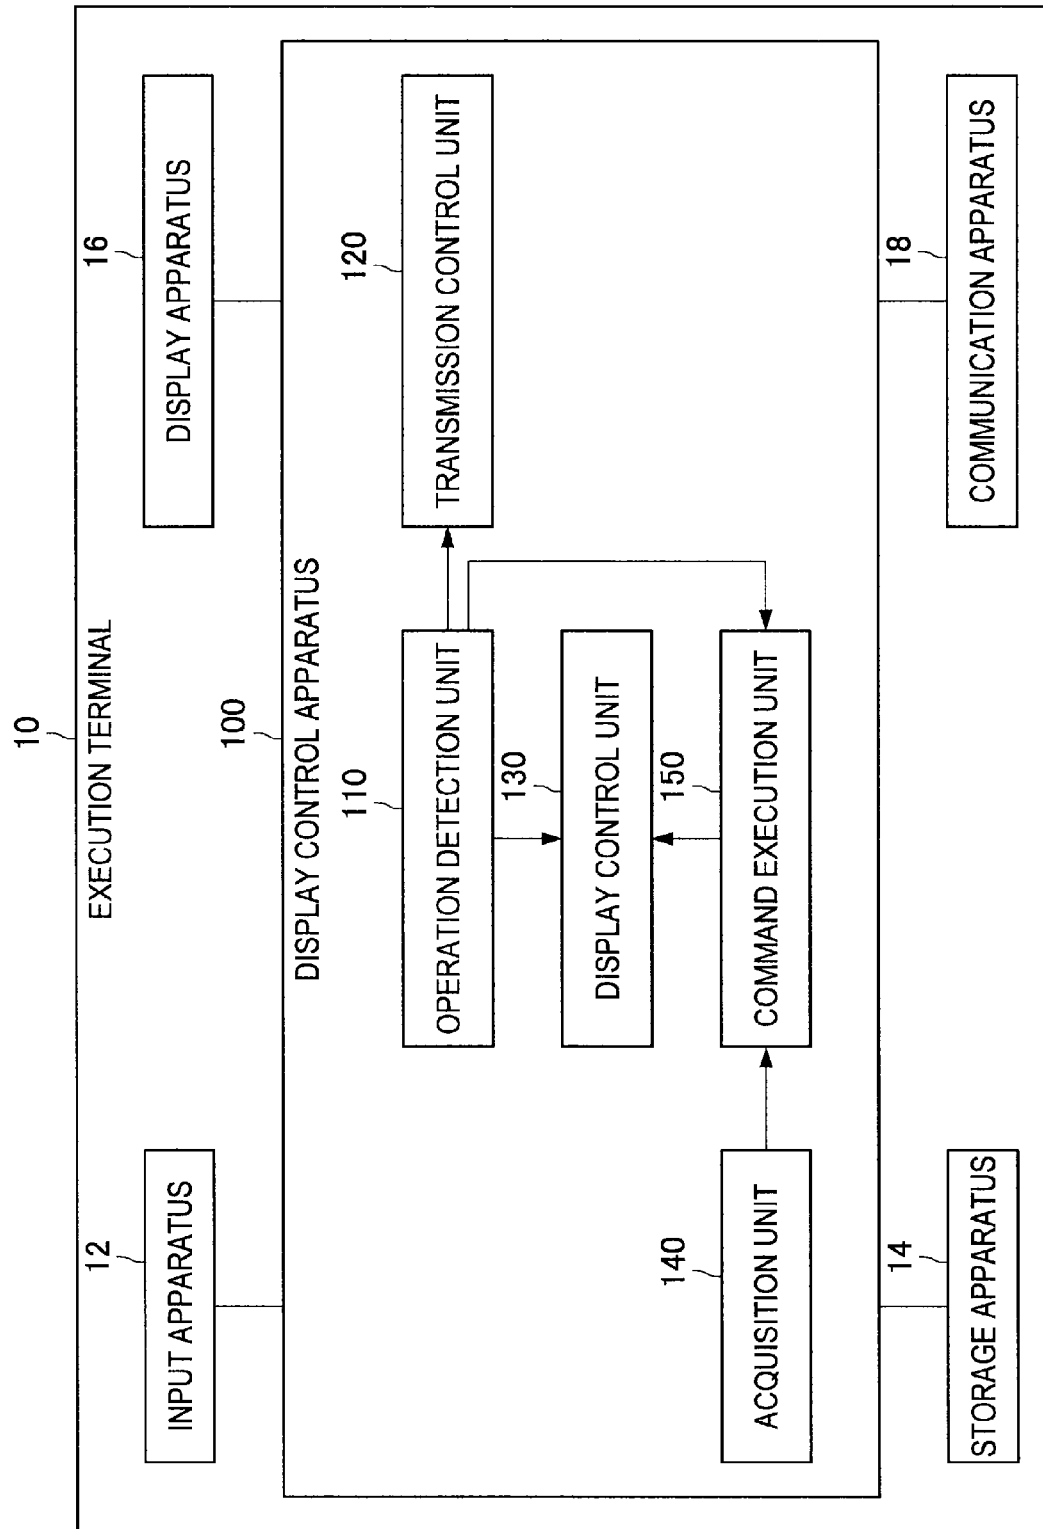 10
EXECUTION TERMINAL
12
INPUT APPARATUS
16
DISPLAY APPARATUS
100
DISPLAY CONTROL APPARATUS
110
OPERATION DETECTION UNIT
120
TRANSMISSION CONTROL UNIT
130
DISPLAY CONTROL UNIT
140
ACQUISITION UNIT
150
COMMAND EXECUTION UNIT
14
STORAGE APPARATUS
18
COMMUNICATION APPARATUS